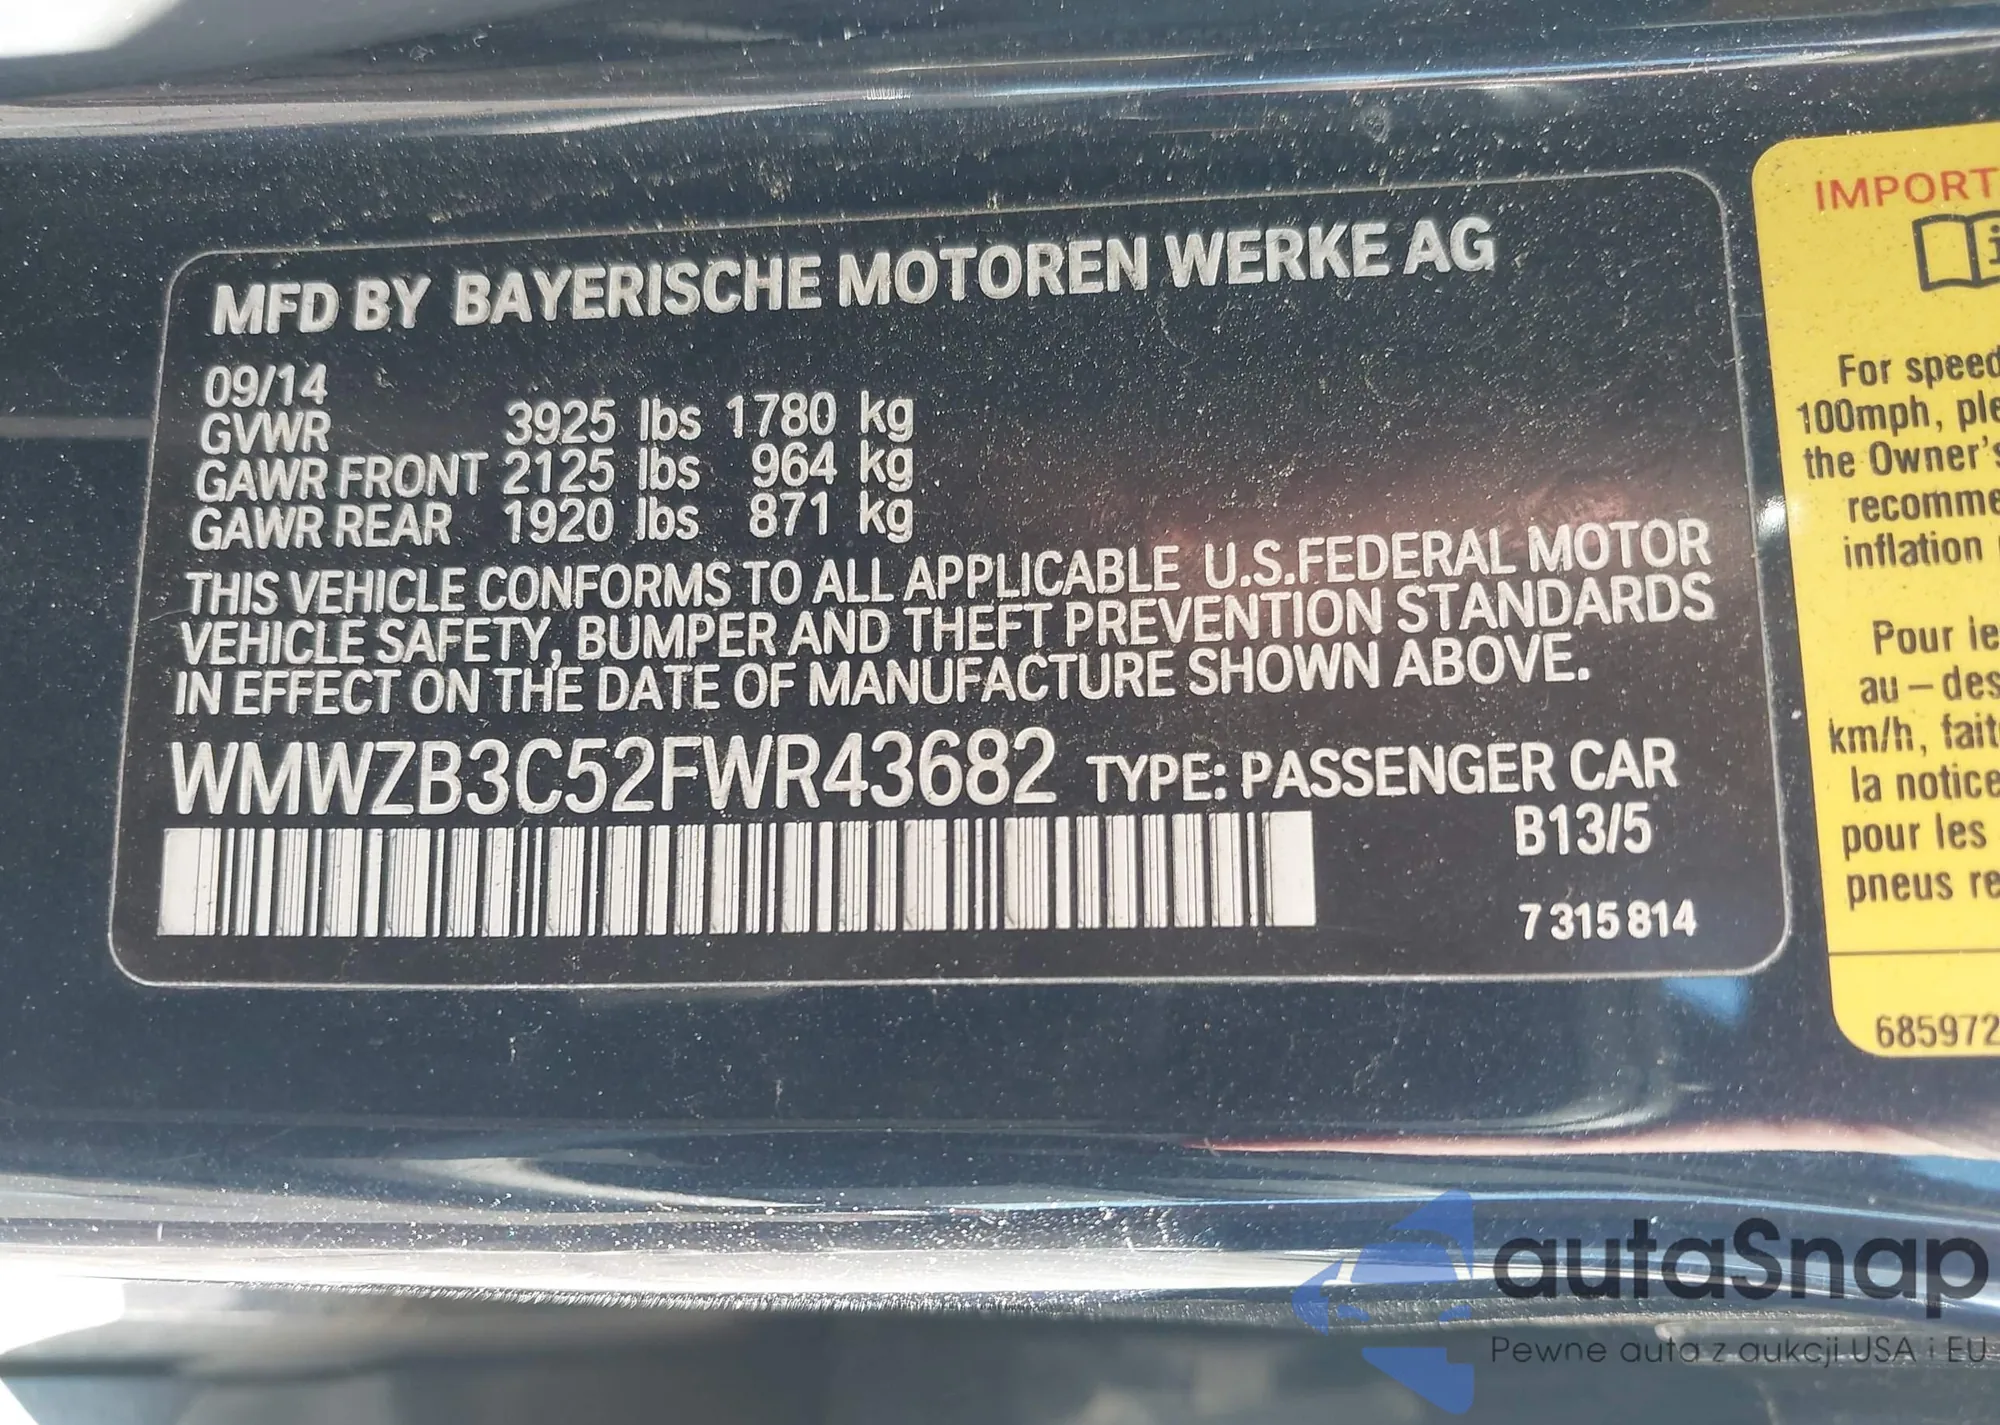 MFD BY BAYERISCHE MOTOREN WERKE AG
09/14
GVWR 3925 lbs 1780 kg
GAWR FRONT 2125 lbs 964 kg
GAWR REAR 1920 lbs 871 kg
THIS VEHICLE CONFORMS TO ALL APPLICABLE U.S.FEDERAL MOTOR
VEHICLE SAFETY, BUMPER AND THEFT PREVENTION STANDARDS
IN EFFECT ON THE DATE OF MANUFACTURE SHOWN ABOVE.
WMWZB3C52FWR43682 TYPE: PASSENGER CAR
B13/5
7 315 814
IMPORT
i
For speed
100mph, ple
the Owner's
recomme
inflation
Pour le
au-des
km/h, fait
la notice
pour les
pneus re
685972
autaSnap
Pewne auta z aukcji USA i EU